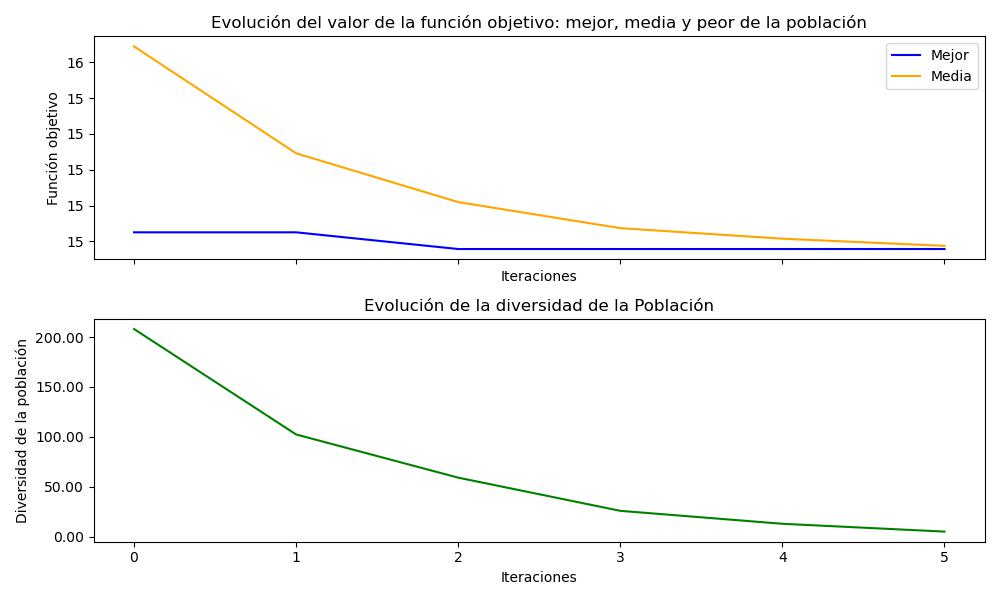 Evolución del valor de la función objetivo: mejor, media y peor de la población
Función objetivo
16
15
15
15
15
15
Mejor
Media
Iteraciones
Evolución de la diversidad de la Población
Diversidad de la población
200.00
150.00
100.00
50.00
0.00
0 1 2 3 4 5
Iteraciones